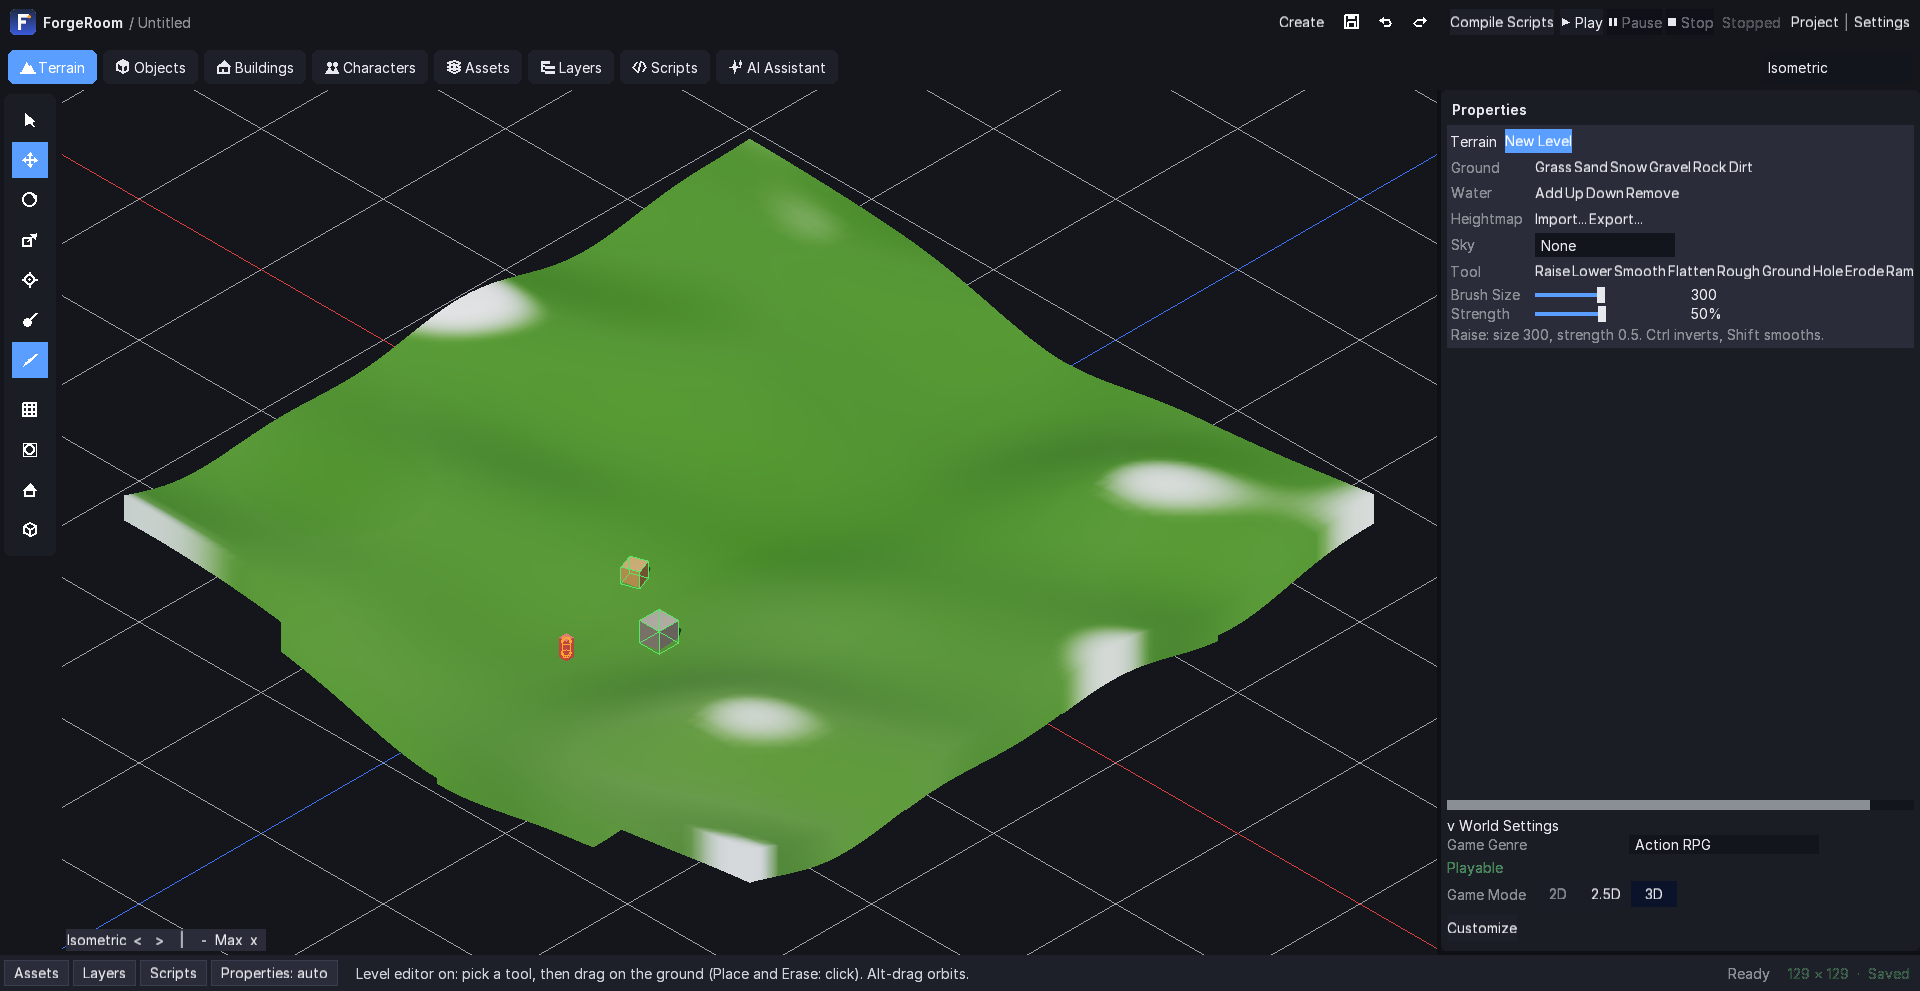 ForgeRoom / Untitled
Create Compile Scripts Play Pause Stop Stopped Project | Settings
Terrain Objects Buildings Characters Assets Layers Scripts AI Assistant
Isometric
Properties
Terrain New Level
Ground Grass Sand Snow Gravel Rock Dirt
Water Add Up Down Remove
Heightmap Import... Export...
Sky None
Tool Raise Lower Smooth Flatten Rough Ground Hole Erode Ram
Brush Size 300
Strength 50%
Raise: size 300, strength 0.5. Ctrl inverts, Shift smooths.
v World Settings
Game Genre Action RPG
Playable
Game Mode 2D 2.5D 3D
Customize
Isometric < > | - Max x
Assets Layers Scripts Properties: auto Level editor on: pick a tool, then drag on the ground (Place and Erase: click). Alt-drag orbits.
Ready 129 × 129 · Saved